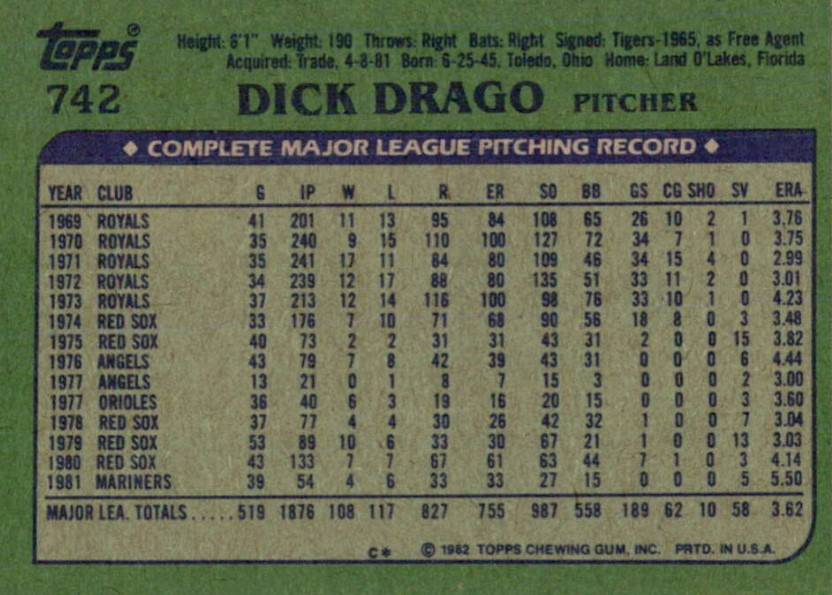 Topps® Height: 6'1" Weight: 190 Throws: Right Bats: Right Signed: Tigers-1965, as Free Agent
Acquired: Trade, 4-8-81 Born: 6-25-45, Toledo, Ohio Home: Land O'Lakes, Florida
742 DICK DRAGO PITCHER
◆ COMPLETE MAJOR LEAGUE PITCHING RECORD ◆
YEAR CLUB G IP W L R ER SO BB GS CG SHO SV ERA
1969 ROYALS 41 201 11 13 95 84 108 65 26 10 2 1 3.76
1970 ROYALS 35 240 9 15 110 100 127 72 34 7 1 0 3.75
1971 ROYALS 35 241 17 11 84 80 109 46 34 15 4 0 2.99
1972 ROYALS 34 239 12 17 88 80 135 51 33 11 2 0 3.01
1973 ROYALS 37 213 12 14 116 100 98 76 33 10 1 0 4.23
1974 RED SOX 33 176 7 10 71 68 90 56 18 8 0 3 3.48
1975 RED SOX 40 73 2 2 31 31 43 31 2 0 0 15 3.82
1976 ANGELS 43 79 7 8 42 39 43 31 0 0 0 6 4.44
1977 ANGELS 13 21 0 1 8 7 15 3 0 0 0 2 3.00
1977 ORIOLES 36 40 6 3 19 16 20 15 0 0 0 3 3.60
1978 RED SOX 37 77 4 4 30 26 42 32 1 0 0 7 3.04
1979 RED SOX 53 89 10 6 33 30 67 21 1 0 0 13 3.03
1980 RED SOX 43 133 7 7 67 61 63 44 7 1 0 3 4.14
1981 MARINERS 39 54 4 6 33 33 27 15 0 0 0 5 5.50
MAJOR LEA. TOTALS.....519 1876 108 117 827 755 987 558 189 62 10 58 3.62
C* © 1982 TOPPS CHEWING GUM, INC. PRTD. IN U.S.A.